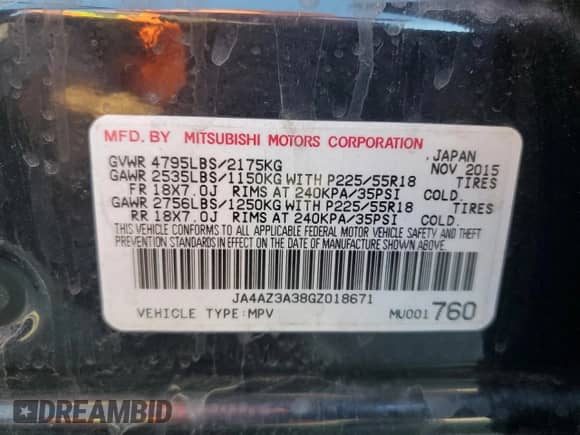 MFD. BY MITSUBISHI MOTORS CORPORATION
GVWR 4795LBS/2175KG JAPAN
GAWR 2535LBS/1150KG WITH P225/55R18 NOV 2015
FR 18X7.0J RIMS AT 240KPA/35PSI TIRES COLD.
GAWR 2756LBS/1250KG WITH P225/55R18 TIRES
RR 18X7.0J RIMS AT 240KPA/35PSI COLD.
THIS VEHICLE CONFORMS TO ALL APPLICABLE FEDERAL MOTOR VEHICLE SAFETY AND THEFT
PREVENTION STANDARDS IN EFFECT ON THE DATE OF MANUFACTURE SHOWN ABOVE.
JA4AZ3A38GZ018671
VEHICLE TYPE:MPV MU001 760
DREAMBID